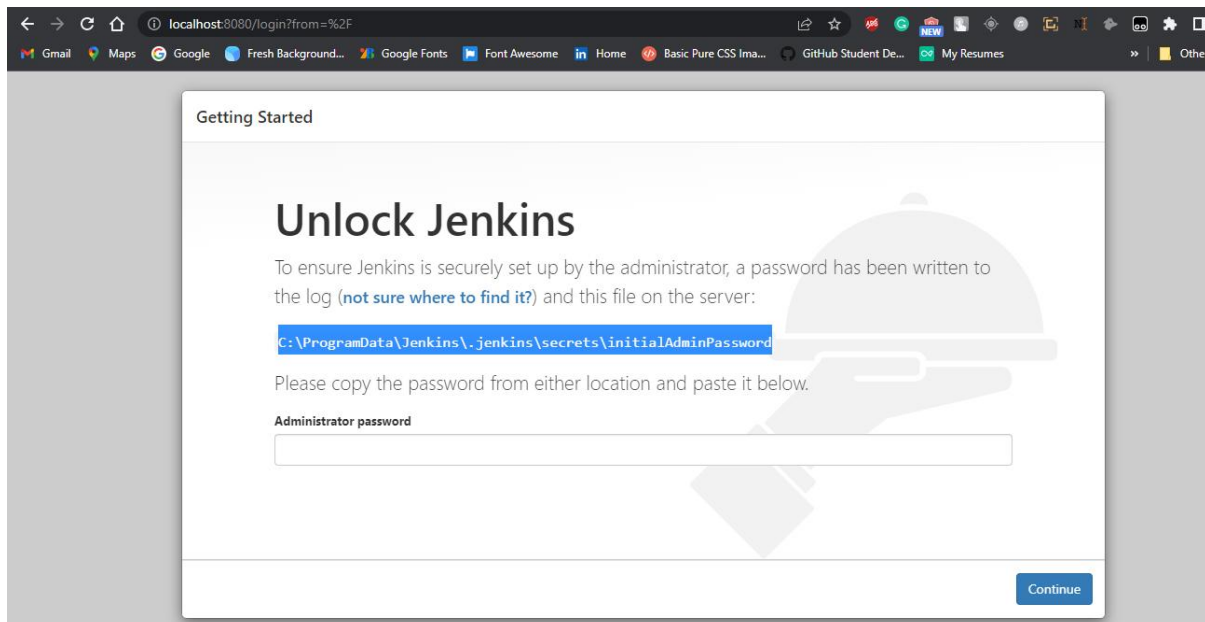 localhost:8080/login?from=%2F
NEW
Gmail Maps Google Fresh Background... Google Fonts Font Awesome in Home Basic Pure CSS Ima... GitHub Student De... My Resumes » Othe
Getting Started
Unlock Jenkins
To ensure Jenkins is securely set up by the administrator, a password has been written to
the log (not sure where to find it?) and this file on the server:
C:\ProgramData\Jenkins\.jenkins\secrets\initialAdminPassword
Please copy the password from either location and paste it below.
Administrator password
Continue